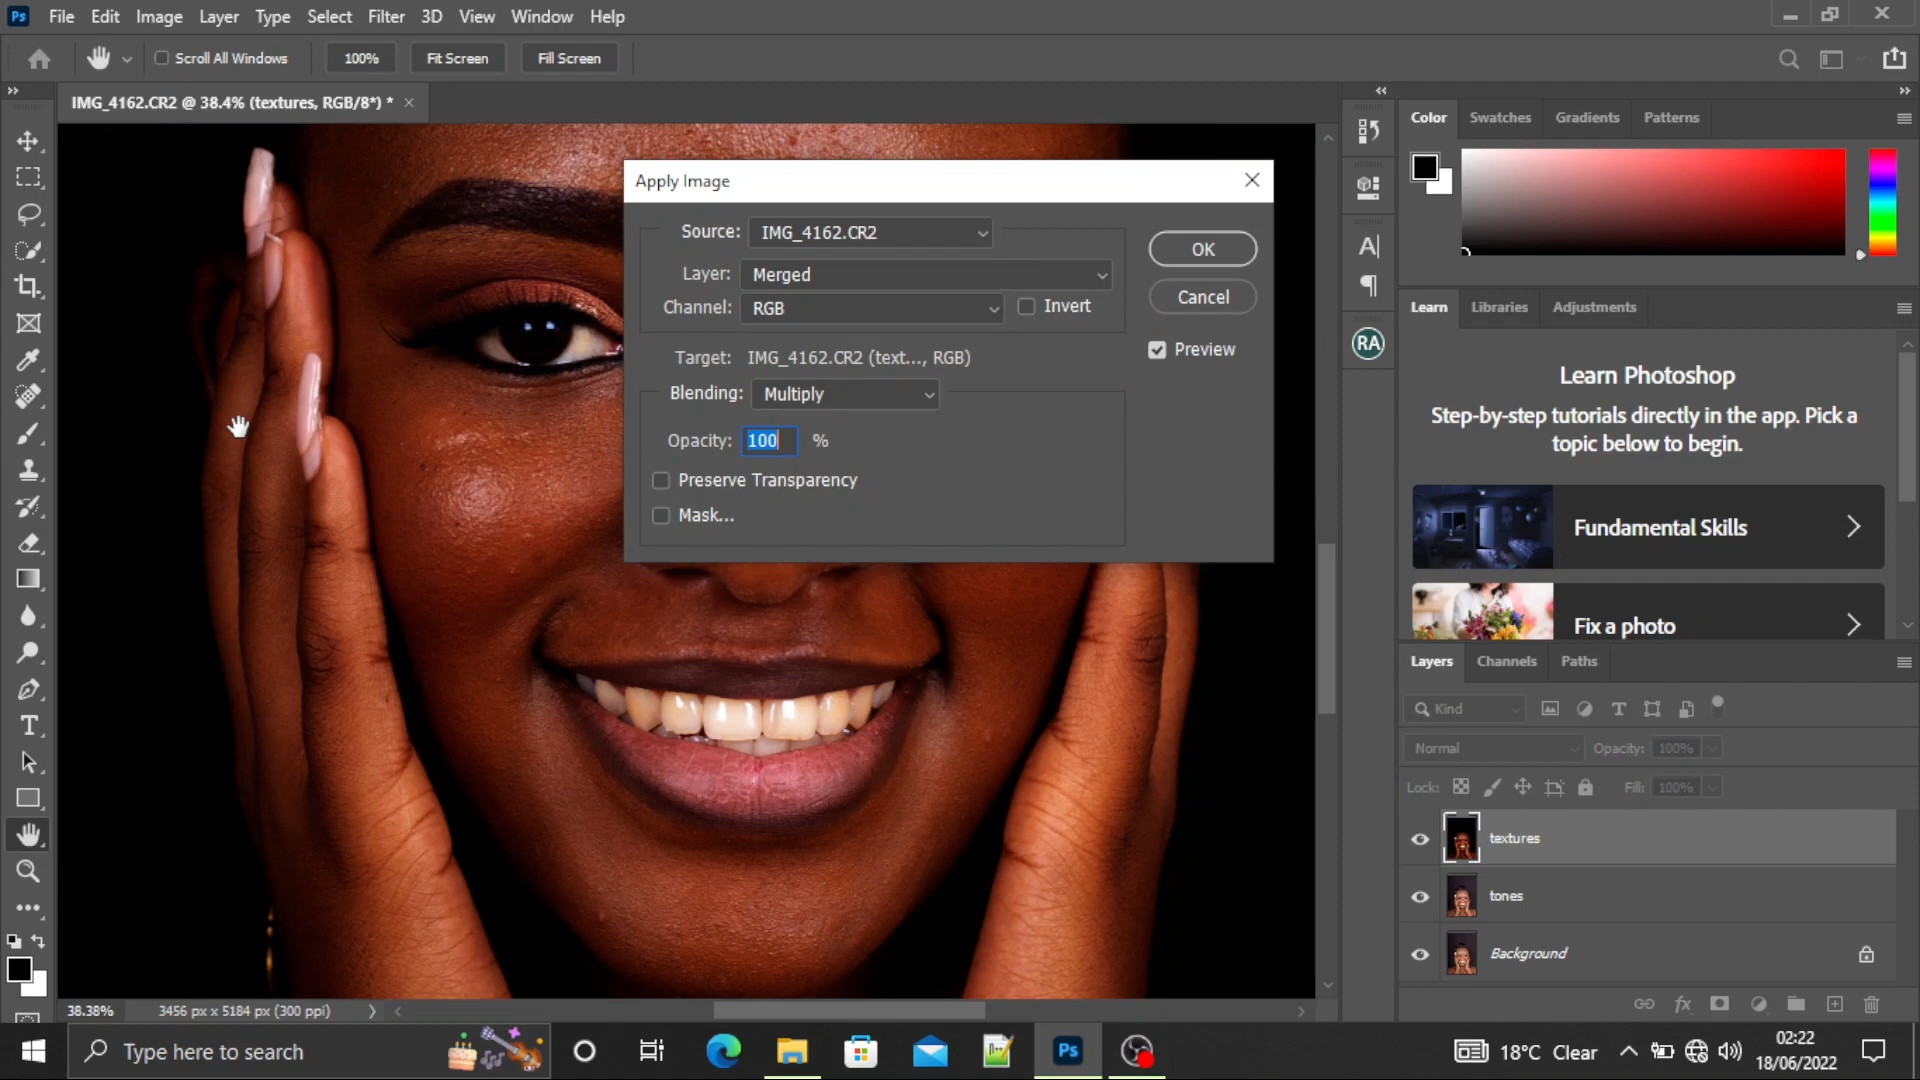 Ps File Edit Image Layer Type Select Filter 3D View Window Help
Scroll All Windows 100% Fit Screen Fill Screen
IMG_4162.CR2 @ 38.4% (textures, RGB/8*) * ×
Apply Image
Source: IMG_4162.CR2
Layer: Merged
Channel: RGB Invert
Target: IMG_4162.CR2 (text..., RGB)
Blending: Multiply
Opacity: 100 %
Preserve Transparency
Mask...
OK
Cancel
Preview
A|
RA
Color Swatches Gradients Patterns
Learn Libraries Adjustments
Learn Photoshop
Step-by-step tutorials directly in the app. Pick a
topic below to begin.
Fundamental Skills
Fix a photo
Layers Channels Paths
Kind
Normal Opacity: 100%
Lock: Fill: 100%
textures
tones
Background
fx
38.38% 3456 px x 5184 px (300 ppi)
Type here to search
Ps
18°C Clear
02:22
18/06/2022